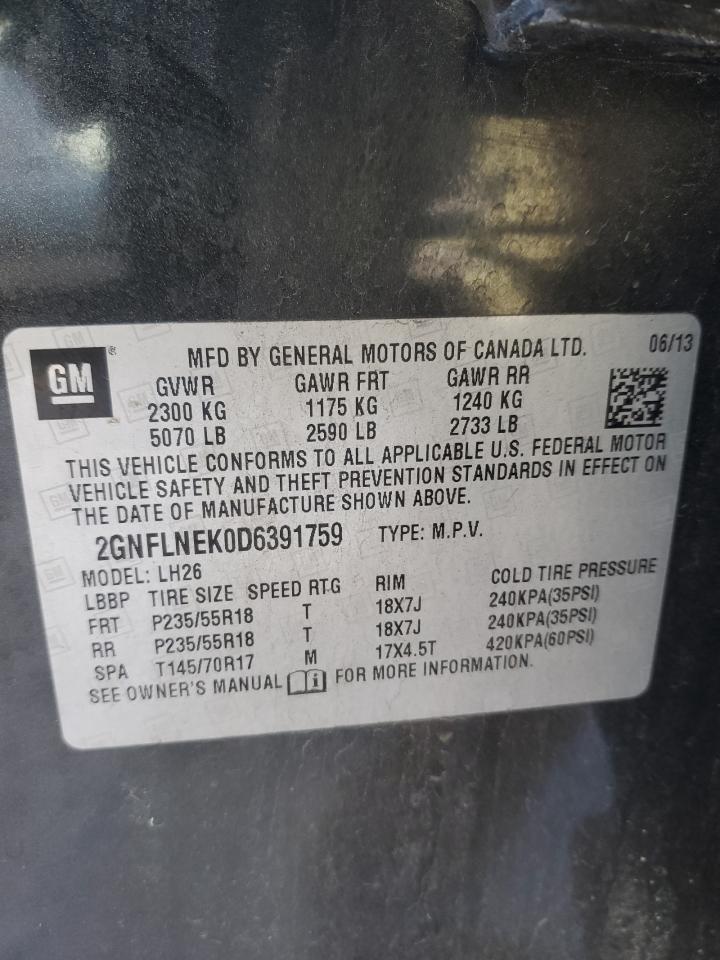 GM ® MFD BY GENERAL MOTORS OF CANADA LTD. 06/13
GVWR GAWR FRT GAWR RR
2300 KG 1175 KG 1240 KG
5070 LB 2590 LB 2733 LB
THIS VEHICLE CONFORMS TO ALL APPLICABLE U.S. FEDERAL MOTOR
VEHICLE SAFETY AND THEFT PREVENTION STANDARDS IN EFFECT ON
THE DATE OF MANUFACTURE SHOWN ABOVE.
2GNFLNEK0D6391759 TYPE: M.P.V.
MODEL: LH26
LBBP TIRE SIZE SPEED RTG RIM COLD TIRE PRESSURE
FRT P235/55R18 T 18X7J 240KPA(35PSI)
RR P235/55R18 T 18X7J 240KPA(35PSI)
SPA T145/70R17 M 17X4.5T 420KPA(60PSI)
SEE OWNER'S MANUAL i FOR MORE INFORMATION.